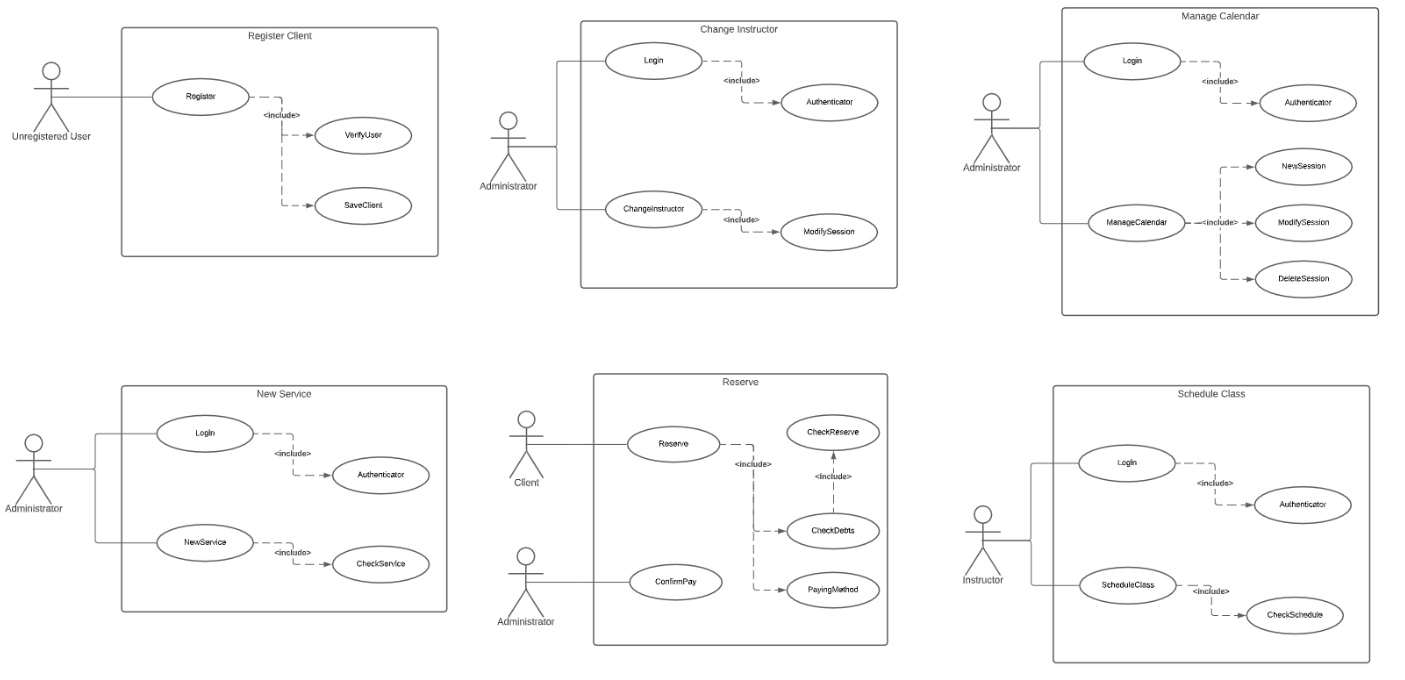 Register Client
Register
<include>
VerifyUser
SaveClient
Unregistered User
Change Instructor
Login
<include>
Authenticator
Administrator
ChangeInstructor
<include>
ModifySession
Manage Calendar
Login
<include>
Authenticator
Administrator
NewSession
ManageCalendar
<include>
ModifySession
DeleteSession
New Service
Login
<include>
Authenticator
Administrator
NewService
<include>
CheckService
Reserve
CheckReserve
Reserve
<include>
<include>
Client
CheckDebts
ConfirmPay
PayingMethod
Administrator
Schedule Class
Login
<include>
Authenticator
Instructor
ScheduleClass
<include>
CheckSchedule